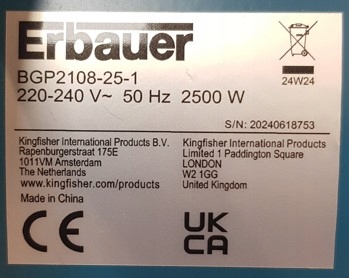 Erbauer
BGP2108-25-1
220-240 V~ 50 Hz 2500 W
24W24
S/N: 20240618753
Kingfisher International Products B.V.
Rapenburgerstraat 175E
1011VM Amsterdam
The Netherlands
www.kingfisher.com/products
Made in China
Kingfisher International Products
Limited 1 Paddington Square
LONDON
W2 1GG
United Kingdom
CE
UK
CA